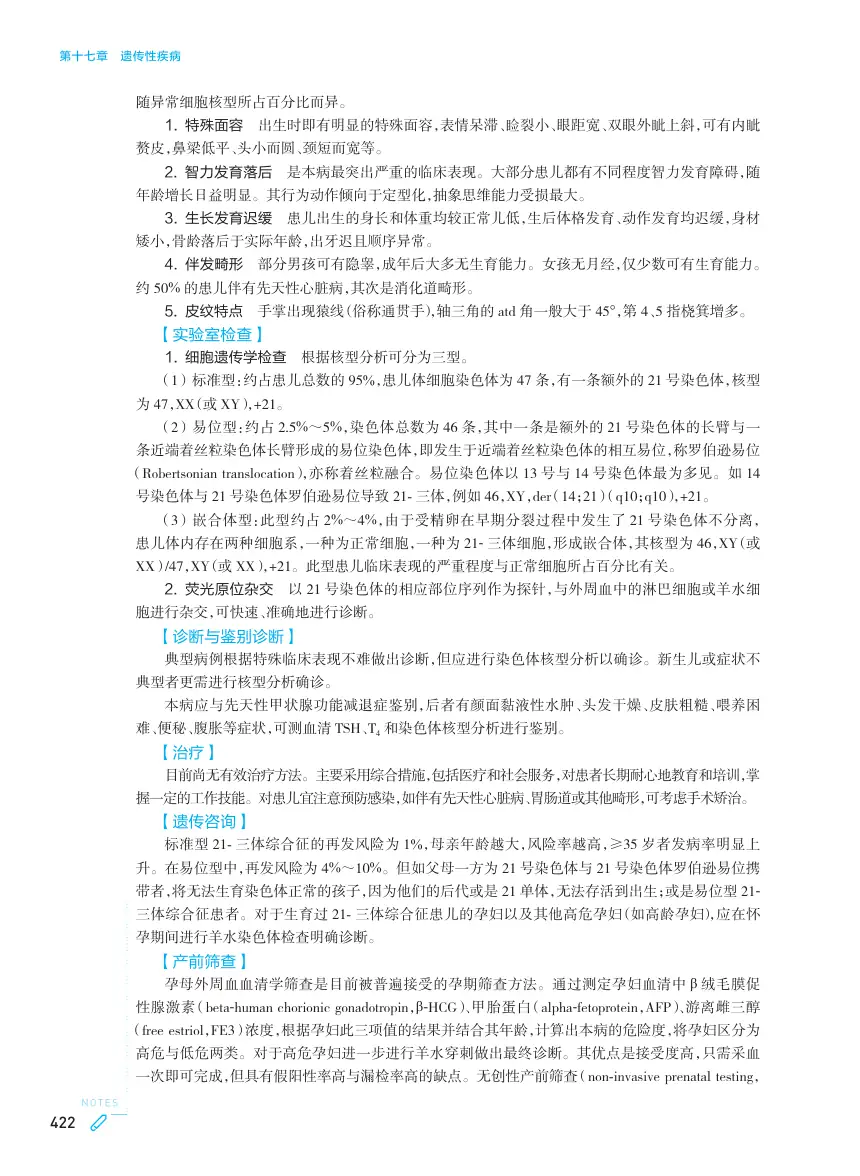 第十七章　遗传性疾病
随异常细胞核型所占百分比而异。
1. 特殊面容　出生时即有明显的特殊面容,表情呆滞、睑裂小、眼距宽、双眼外眦上斜,可有内眦
赘皮,鼻梁低平、头小而圆、颈短而宽等。
2. 智力发育落后　是本病最突出严重的临床表现。大部分患儿都有不同程度智力发育障碍,随
年龄增长日益明显。其行为动作倾向于定型化,抽象思维能力受损最大。
3. 生长发育迟缓　患儿出生的身长和体重均较正常儿低,生后体格发育、动作发育均迟缓,身材
矮小,骨龄落后于实际年龄,出牙迟且顺序异常。
4. 伴发畸形　部分男孩可有隐睾,成年后大多无生育能力。女孩无月经,仅少数可有生育能力。
约 50% 的患儿伴有先天性心脏病,其次是消化道畸形。
5. 皮纹特点　手掌出现猿线(俗称通贯手),轴三角的 atd 角一般大于 45°,第 4、5 指桡箕增多。
【实验室检查】
1. 细胞遗传学检查　根据核型分析可分为三型。
（1）标准型:约占患儿总数的 95%,患儿体细胞染色体为 47 条,有一条额外的 21 号染色体,核型
为 47,XX(或 XY),+21。
（2）易位型:约占 2.5%～5%,染色体总数为 46 条,其中一条是额外的 21 号染色体的长臂与一
条近端着丝粒染色体长臂形成的易位染色体,即发生于近端着丝粒染色体的相互易位,称罗伯逊易位
（Robertsonian translocation）,亦称着丝粒融合。易位染色体以 13 号与 14 号染色体最为多见。如 14
号染色体与 21 号染色体罗伯逊易位导致 21- 三体,例如 46,XY,der（14;21）（q10;q10）,+21。
（3）嵌合体型:此型约占 2%～4%,由于受精卵在早期分裂过程中发生了 21 号染色体不分离,
患儿体内存在两种细胞系,一种为正常细胞,一种为 21- 三体细胞,形成嵌合体,其核型为 46,XY(或
XX）/47,XY(或 XX),+21。此型患儿临床表现的严重程度与正常细胞所占百分比有关。
2. 荧光原位杂交　以 21 号染色体的相应部位序列作为探针,与外周血中的淋巴细胞或羊水细
胞进行杂交,可快速、准确地进行诊断。
【诊断与鉴别诊断】
典型病例根据特殊临床表现不难做出诊断,但应进行染色体核型分析以确诊。新生儿或症状不
典型者更需进行核型分析确诊。
本病应与先天性甲状腺功能减退症鉴别,后者有颜面黏液性水肿、头发干燥、皮肤粗糙、喂养困
难、便秘、腹胀等症状,可测血清 TSH、T₄ 和染色体核型分析进行鉴别。
【治疗】
目前尚无有效治疗方法。主要采用综合措施,包括医疗和社会服务,对患者长期耐心地教育和培训,掌
握一定的工作技能。对患儿宜注意预防感染,如伴有先天性心脏病、胃肠道或其他畸形,可考虑手术矫治。
【遗传咨询】
标准型 21- 三体综合征的再发风险为 1%,母亲年龄越大,风险率越高,≥35 岁者发病率明显上
升。在易位型中,再发风险为 4%～10%。但如父母一方为 21 号染色体与 21 号染色体罗伯逊易位携
带者,将无法生育染色体正常的孩子,因为他们的后代或是 21 单体,无法存活到出生;或是易位型 21-
三体综合征患者。对于生育过 21- 三体综合征患儿的孕妇以及其他高危孕妇(如高龄孕妇),应在怀
孕期间进行羊水染色体检查明确诊断。
【产前筛查】
孕母外周血血清学筛查是目前被普遍接受的孕期筛查方法。通过测定孕妇血清中 β 绒毛膜促
性腺激素（beta-human chorionic gonadotropin,β-HCG）、甲胎蛋白（alpha-fetoprotein,AFP）、游离雌三醇
（free estriol,FE3）浓度,根据孕妇此三项值的结果并结合其年龄,计算出本病的危险度,将孕妇区分为
高危与低危两类。对于高危孕妇进一步进行羊水穿刺做出最终诊断。其优点是接受度高,只需采血
一次即可完成,但具有假阳性率高与漏检率高的缺点。无创性产前筛查（non-invasive prenatal testing,
NOTES
422